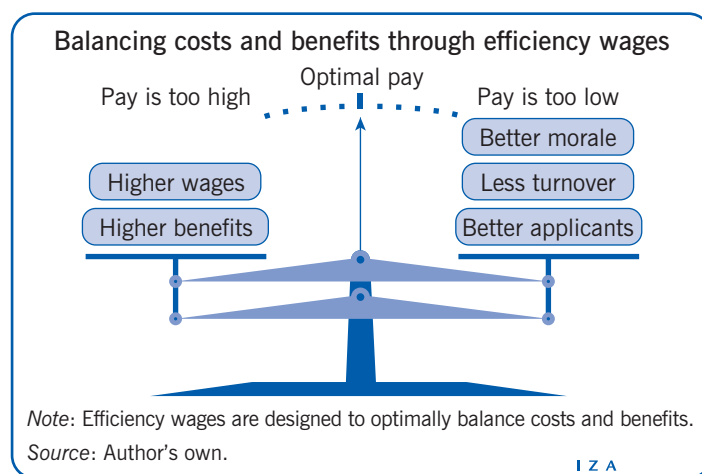 Balancing costs and benefits through efficiency wages
Optimal pay
Pay is too high
Pay is too low
Better morale
Higher wages
Less turnover
Higher benefits
Better applicants
Note: Efficiency wages are designed to optimally balance costs and benefits.
Source: Author's own.
I Z A